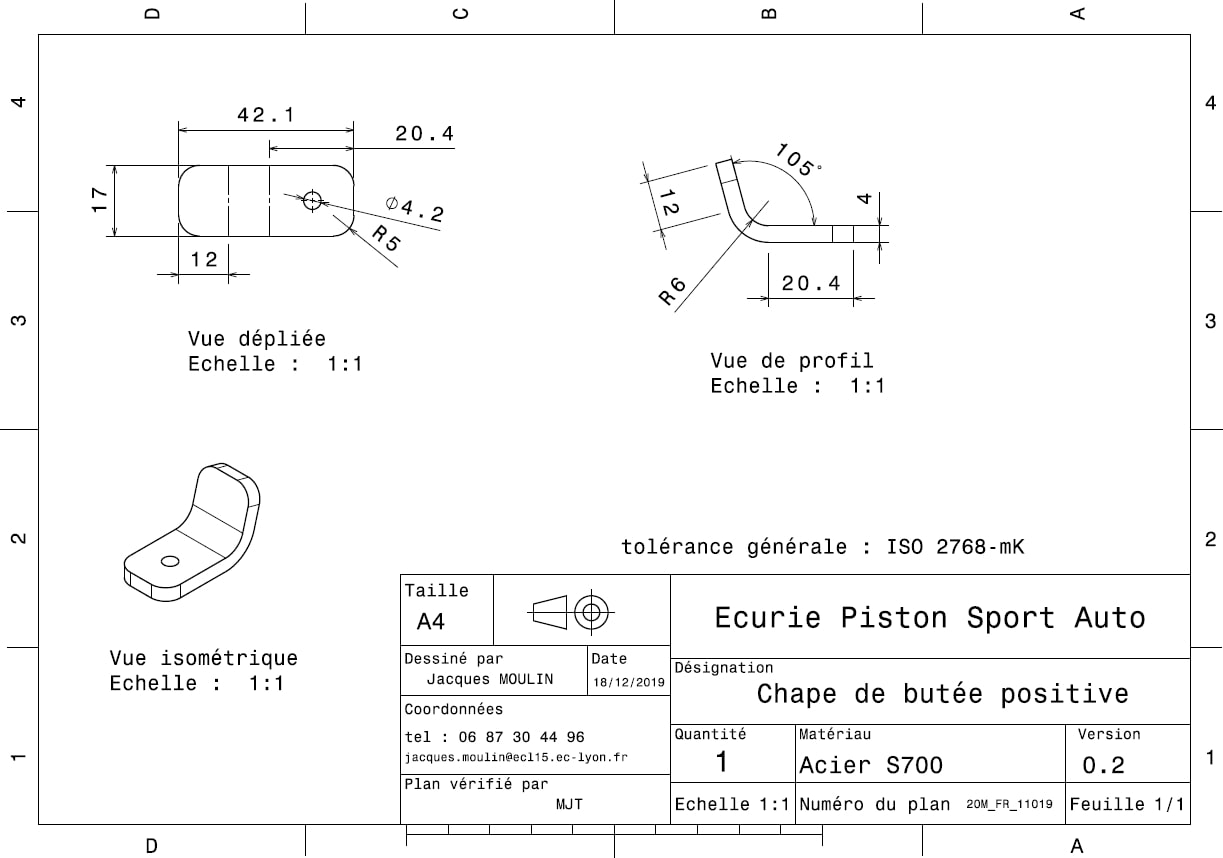 D C B A
4 4
42.1
20.4
17
Ø4.2
R5
12
Vue dépliée
Echelle : 1:1
105°
12
4
R6
20.4
3 3
Vue de profil
Echelle : 1:1
2 2
Vue isométrique
Echelle : 1:1
tolérance générale : ISO 2768-mK
Taille
A4
Ecurie Piston Sport Auto
Dessiné par
Jacques MOULIN
Date
18/12/2019
Désignation
Chape de butée positive
Coordonnées
tel : 06 87 30 44 96
jacques.moulin@ecl15.ec-lyon.fr
Quantité
1
Matériau
Acier S700
Version
0.2
Plan vérifié par
MJT
Echelle 1:1
Numéro du plan 20M_FR_11019
Feuille 1/1
1 1
D A